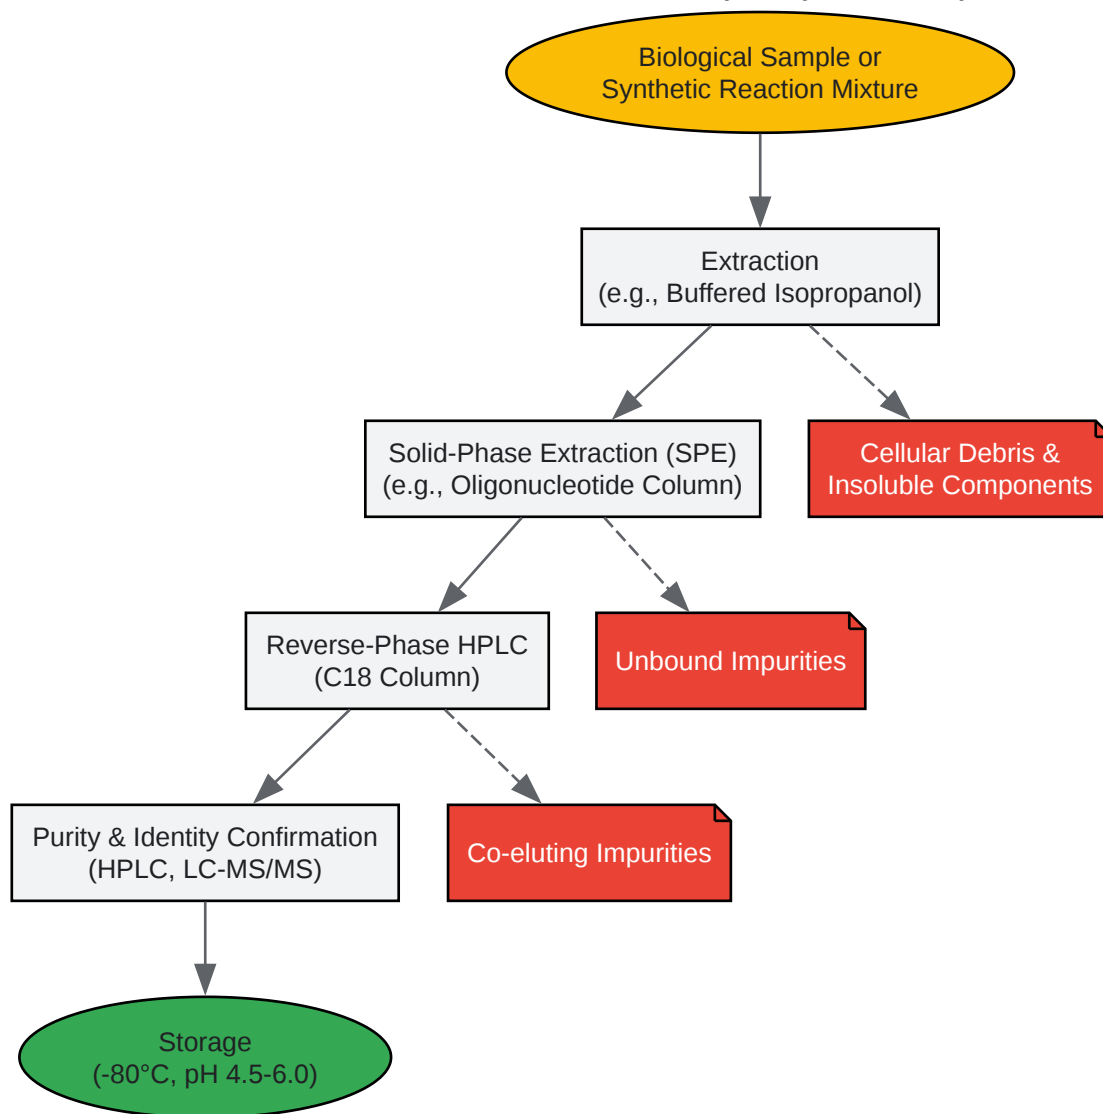 Biological Sample or
Synthetic Reaction Mixture
Extraction
(e.g., Buffered Isopropanol)
Solid-Phase Extraction (SPE)
(e.g., Oligonucleotide Column)
Cellular Debris &
Insoluble Components
Reverse-Phase HPLC
(C18 Column)
Unbound Impurities
Purity & Identity Confirmation
(HPLC, LC-MS/MS)
Co-eluting Impurities
Storage
(-80°C, pH 4.5-6.0)